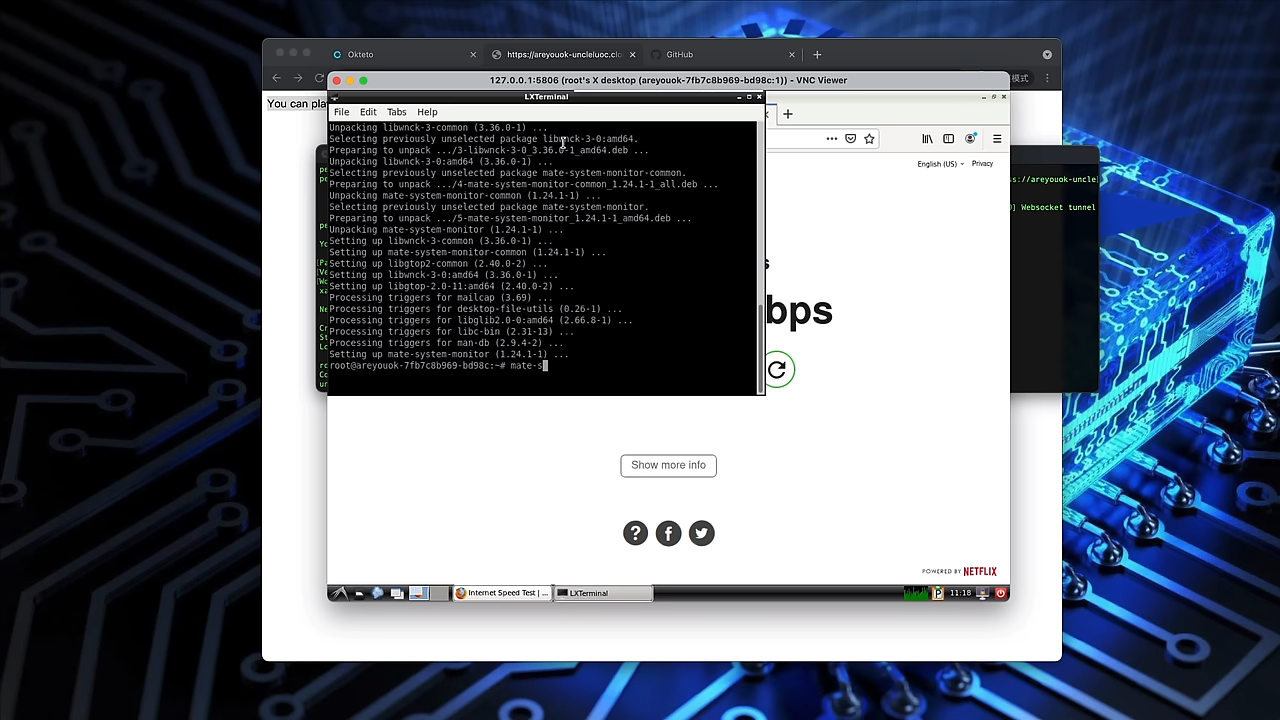 Okteto
https://areyouok-uncleluoc.clo
GitHub
127.0.0.1:5806 (root's X desktop (areyouok-7fb7c8b969-bd98c:1)) - VNC Viewer
模式
You can pla
LXTerminal
File Edit Tabs Help
Unpacking libwnck-3-common (3.36.0-1) ...
Selecting previously unselected package libwnck-3-0:amd64.
Preparing to unpack .../3-libwnck-3-0_3.36.0-1_amd64.deb ...
Unpacking libwnck-3-0:amd64 (3.36.0-1) ...
Selecting previously unselected package mate-system-monitor-common.
Preparing to unpack .../4-mate-system-monitor-common_1.24.1-1_all.deb ...
Unpacking mate-system-monitor-common (1.24.1-1) ...
Selecting previously unselected package mate-system-monitor.
Preparing to unpack .../5-mate-system-monitor_1.24.1-1_amd64.deb ...
Unpacking mate-system-monitor (1.24.1-1) ...
Setting up libwnck-3-common (3.36.0-1) ...
Setting up mate-system-monitor-common (1.24.1-1) ...
Setting up libgtop2-common (2.40.0-2) ...
Setting up libwnck-3-0:amd64 (3.36.0-1) ...
Setting up libgtop-2.0-11:amd64 (2.40.0-2) ...
Processing triggers for mailcap (3.69) ...
Processing triggers for desktop-file-utils (0.26-1) ...
Processing triggers for libglib2.0-0:amd64 (2.66.8-1) ...
Processing triggers for libc-bin (2.31-13) ...
Processing triggers for man-db (2.9.4-2) ...
Setting up mate-system-monitor (1.24.1-1) ...
root@areyouok-7fb7c8b969-bd98c:~# mate-s
English (US) Privacy
ss://areyouok-uncle
] Websocket tunnel
bps
Show more info
POWERED BY NETFLIX
Internet Speed Test | ...
LXTerminal
11:18